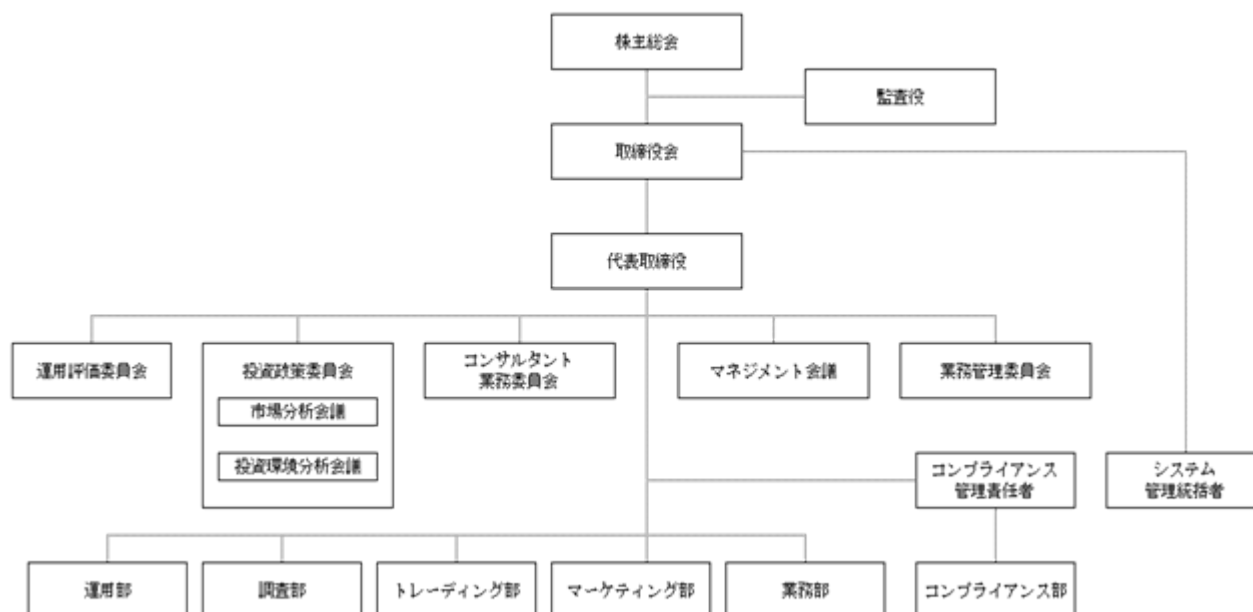 株主総会
監査役
取締役会
代表取締役
運用評価委員会
投資政策委員会
市場分析会議
投資環境分析会議
コンサルタント
業務委員会
マネジメント会議
業務管理委員会
コンプライアンス
管理責任者
システム
管理統括者
運用部
調査部
トレーディング部
マーケティング部
業務部
コンプライアンス部